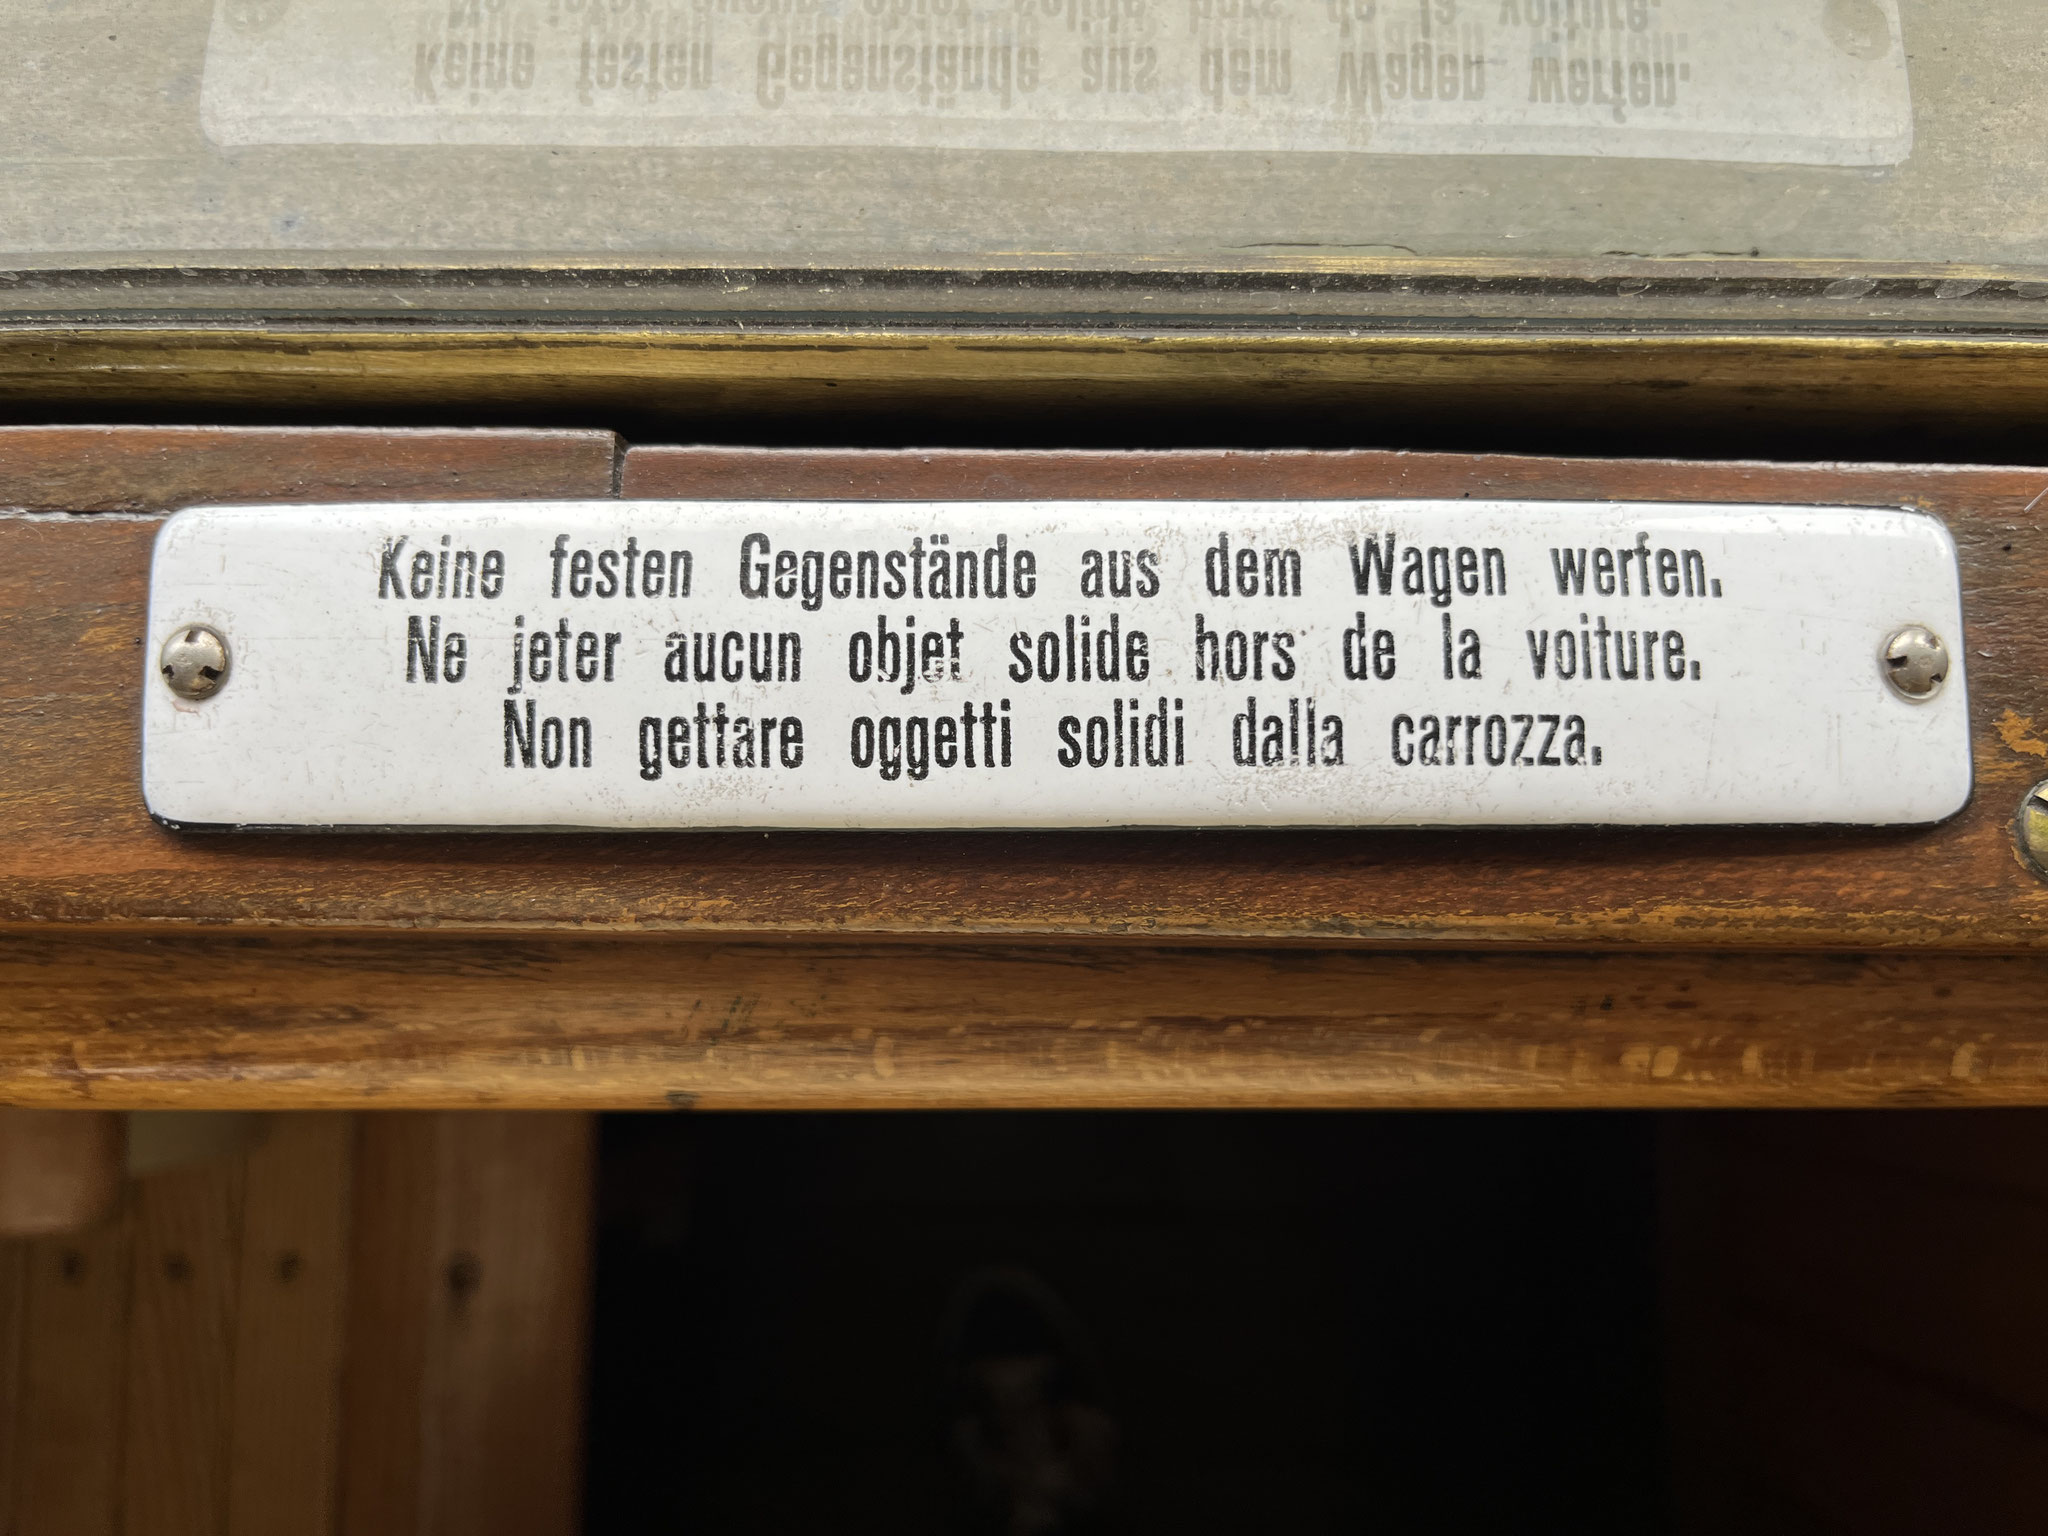 Keine festen Gegenstände aus dem Wagen werfen.
Ne jeter aucun objet solide hors de la voiture.
Non gettare oggetti solidi dalla carrozza.